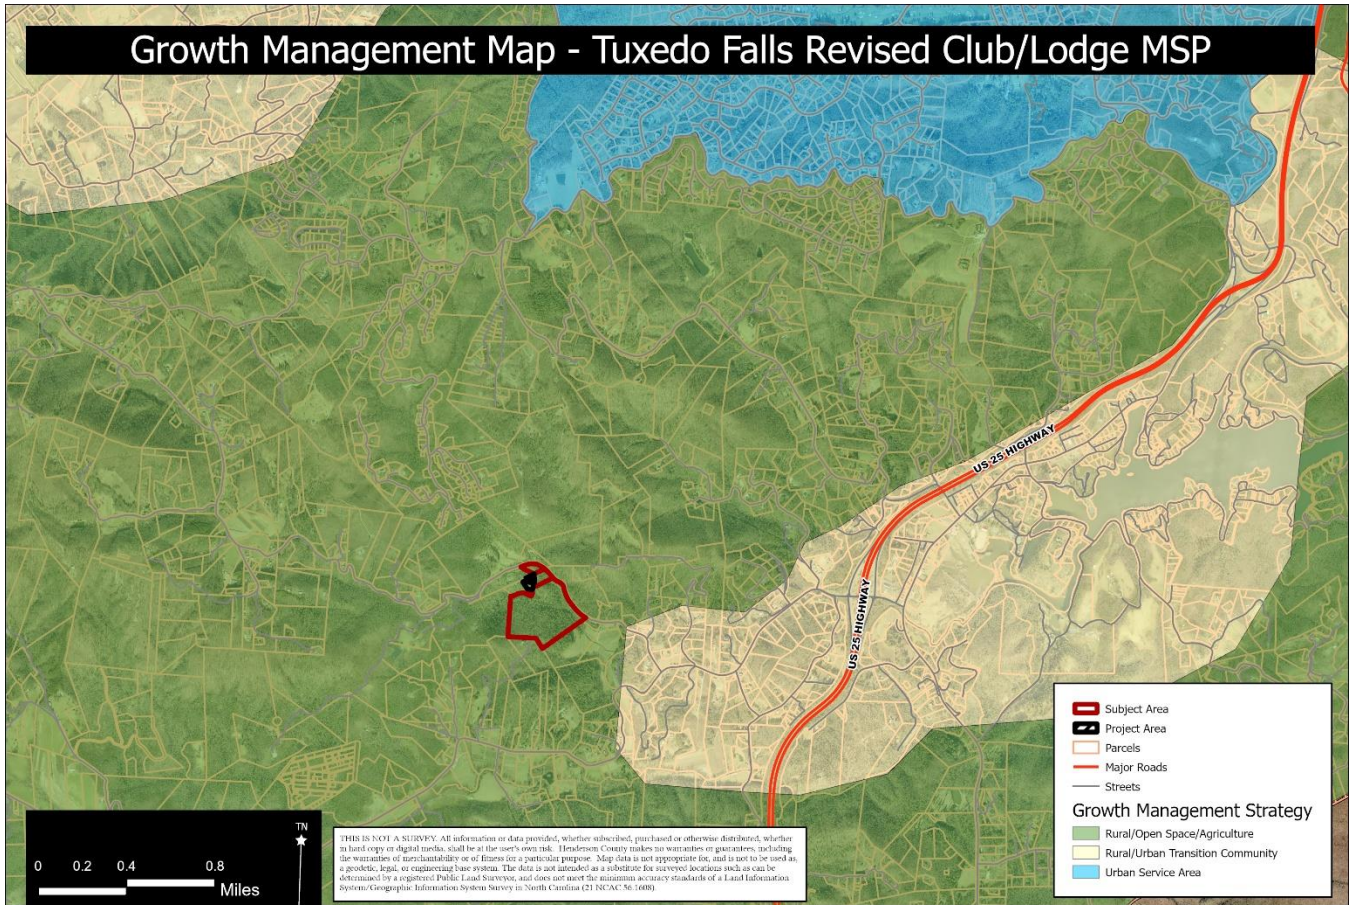 Growth Management Map - Tuxedo Falls Revised Club/Lodge MSP
US 25 HIGHWAY
US 25 HIGHWAY
Subject Area
Project Area
Parcels
Major Roads
Streets
Growth Management Strategy
Rural/Open Space/Agriculture
Rural/Urban Transition Community
Urban Service Area
TN
0 0.2 0.4 0.8
Miles
THIS IS NOT A SURVEY. All information or data provided, whether subscribed, purchased or otherwise distributed, whether
in hard copy or digital media, shall be at the user's own risk. Henderson County makes no warranties or guarantees, including
the warranties of merchantability or of fitness for a particular purpose. Map data is not appropriate for, and is not to be used as,
a geodetic, legal, or engineering base system. The data is not intended as a substitute for surveyed locations such as can be
determined by a registered Public Land Surveyor, and does not meet the minimum accuracy standards of a Land Information
System/Geographic Information System Survey in North Carolina (21 NCAC 56.1608)